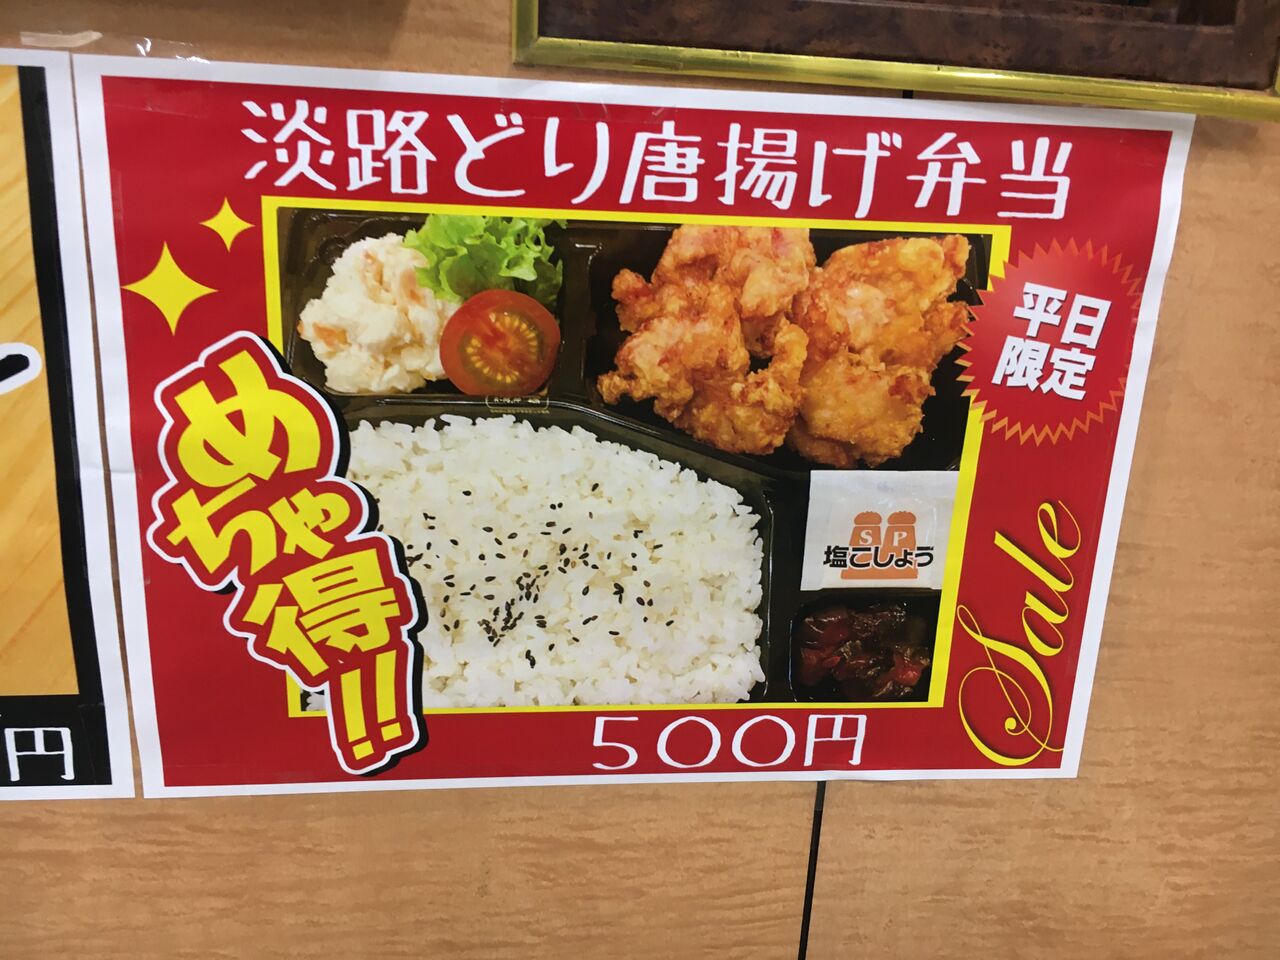 淡路どり唐揚げ弁当
平日
限定
めちゃ得!!
S P
塩こしょう
Sale
500円
円